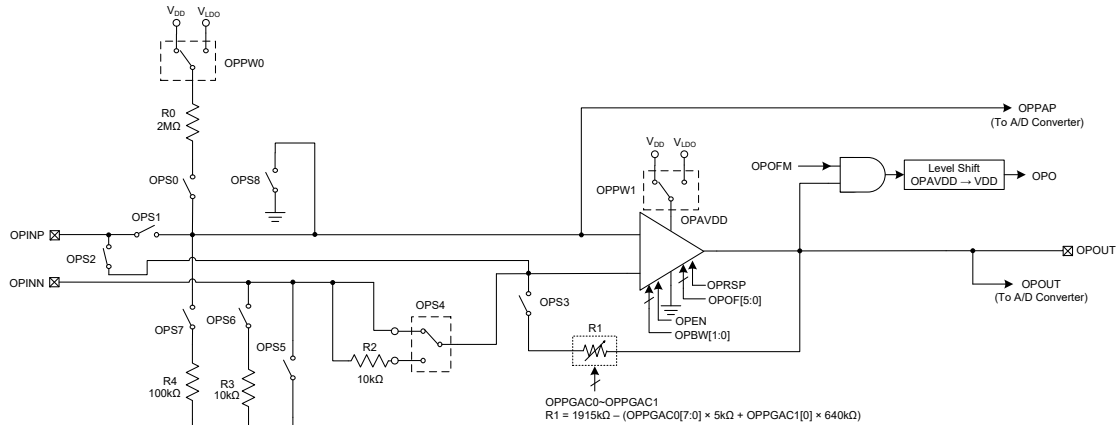 VDD
VLDO
OPPW0
R0
2MΩ
OPPAP
(To A/D Converter)
VDD
VLDO
OPOFM
Level Shift
OPAVDD → VDD
OPO
OPS0
OPS8
OPPW1
OPAVDD
OPS1
OPINP
OPS2
OPOUT
OPINN
OPRSP
OPOF[5:0]
OPOUT
(To A/D Converter)
OPS3
OPS4
OPEN
OPBW[1:0]
OPS7
OPS6
OPS5
R1
R2
10kΩ
R4
100kΩ
R3
10kΩ
OPPGAC0~OPPGAC1
R1 = 1915kΩ – (OPPGAC0[7:0] × 5kΩ + OPPGAC1[0] × 640kΩ)